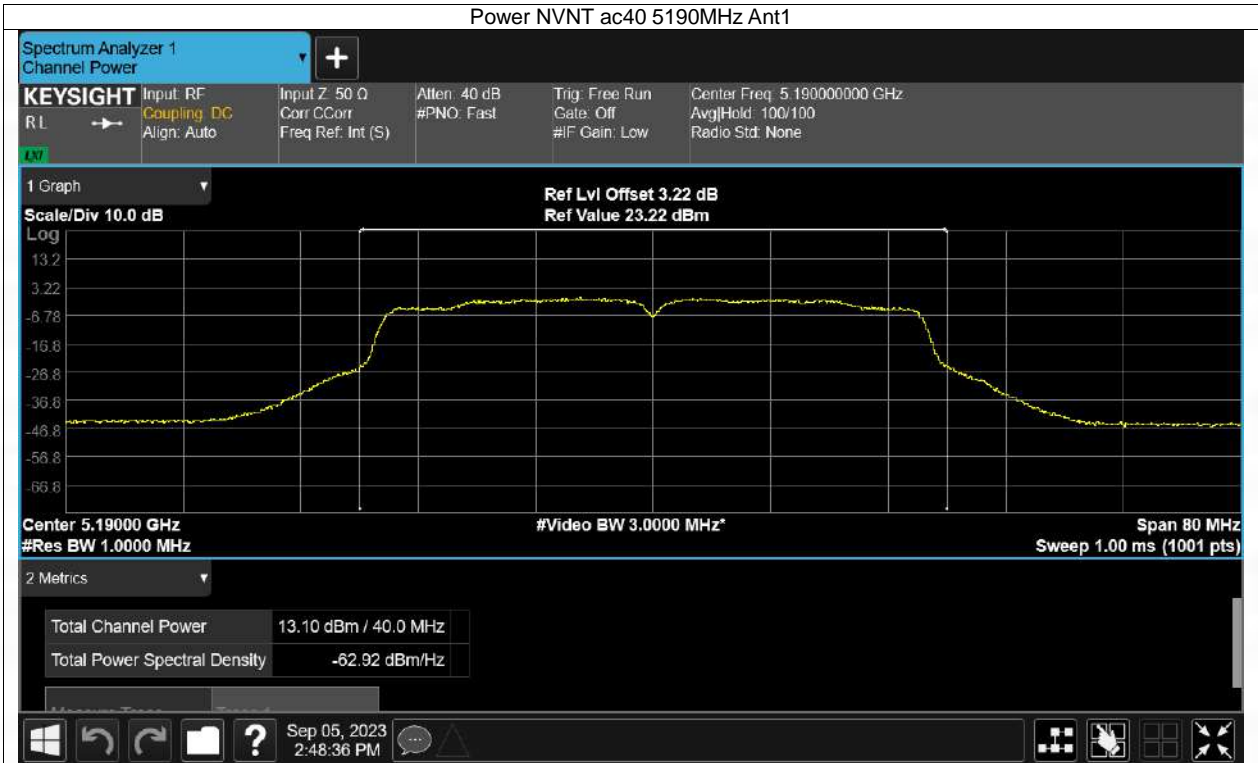 Power NVNT ac40 5190MHz Ant1
Spectrum Analyzer 1
Channel Power
+
KEYSIGHT
RL
LXI
Input: RF
Coupling: DC
Align: Auto
Input Z: 50 Ω
Corr CCorr
Freq Ref: Int (S)
Atten: 40 dB
#PNO: Fast
Trig: Free Run
Gate: Off
#IF Gain: Low
Center Freq: 5.190000000 GHz
Avg|Hold: 100/100
Radio Std: None
1 Graph
Scale/Div 10.0 dB
Ref Lvl Offset 3.22 dB
Ref Value 23.22 dBm
Log
13.2
3.22
-6.78
-16.8
-26.8
-36.8
-46.8
-56.8
-66.8
Center 5.19000 GHz
#Video BW 3.0000 MHz*
Span 80 MHz
#Res BW 1.0000 MHz
Sweep 1.00 ms (1001 pts)
2 Metrics
Total Channel Power 13.10 dBm / 40.0 MHz
Total Power Spectral Density -62.92 dBm/Hz
?
Sep 05, 2023
2:48:36 PM